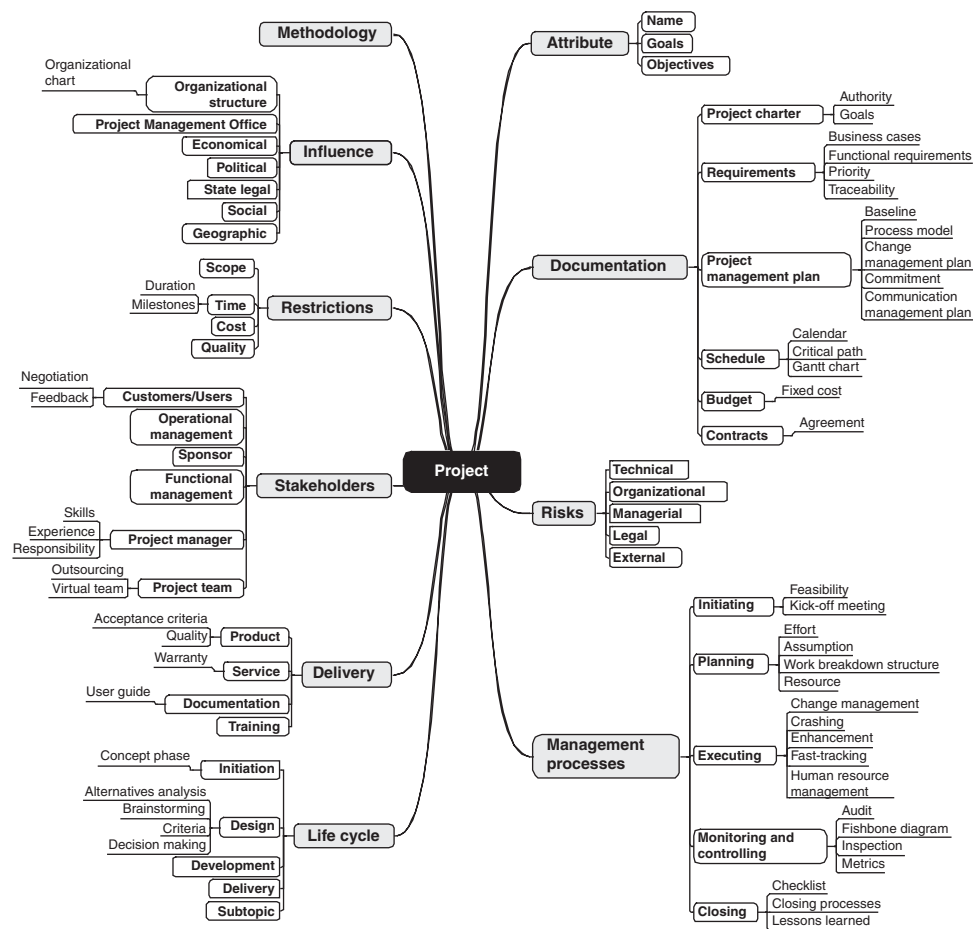 Methodology
Organizational
chart
Organizational
structure
Project Management Office
Economical
Political
State legal
Social
Geographic
Influence
Scope
Duration
Milestones
Time
Cost
Quality
Restrictions
Negotiation
Feedback
Customers/Users
Operational
management
Sponsor
Functional
management
Stakeholders
Skills
Experience
Responsibility
Project manager
Outsourcing
Virtual team
Project team
Acceptance criteria
Quality
Product
Warranty
Service
User guide
Documentation
Training
Delivery
Concept phase
Initiation
Alternatives analysis
Brainstorming
Criteria
Decision making
Design
Development
Delivery
Subtopic
Life cycle
Project
Attribute
Name
Goals
Objectives
Documentation
Project charter
Authority
Goals
Requirements
Business cases
Functional requirements
Priority
Traceability
Project
management plan
Baseline
Process model
Change
management plan
Commitment
Communication
management plan
Schedule
Calendar
Critical path
Gantt chart
Budget
Fixed cost
Contracts
Agreement
Risks
Technical
Organizational
Managerial
Legal
External
Management
processes
Initiating
Feasibility
Kick-off meeting
Planning
Effort
Assumption
Work breakdown structure
Resource
Executing
Change management
Crashing
Enhancement
Fast-tracking
Human resource
management
Monitoring and
controlling
Audit
Fishbone diagram
Inspection
Metrics
Closing
Checklist
Closing processes
Lessons learned